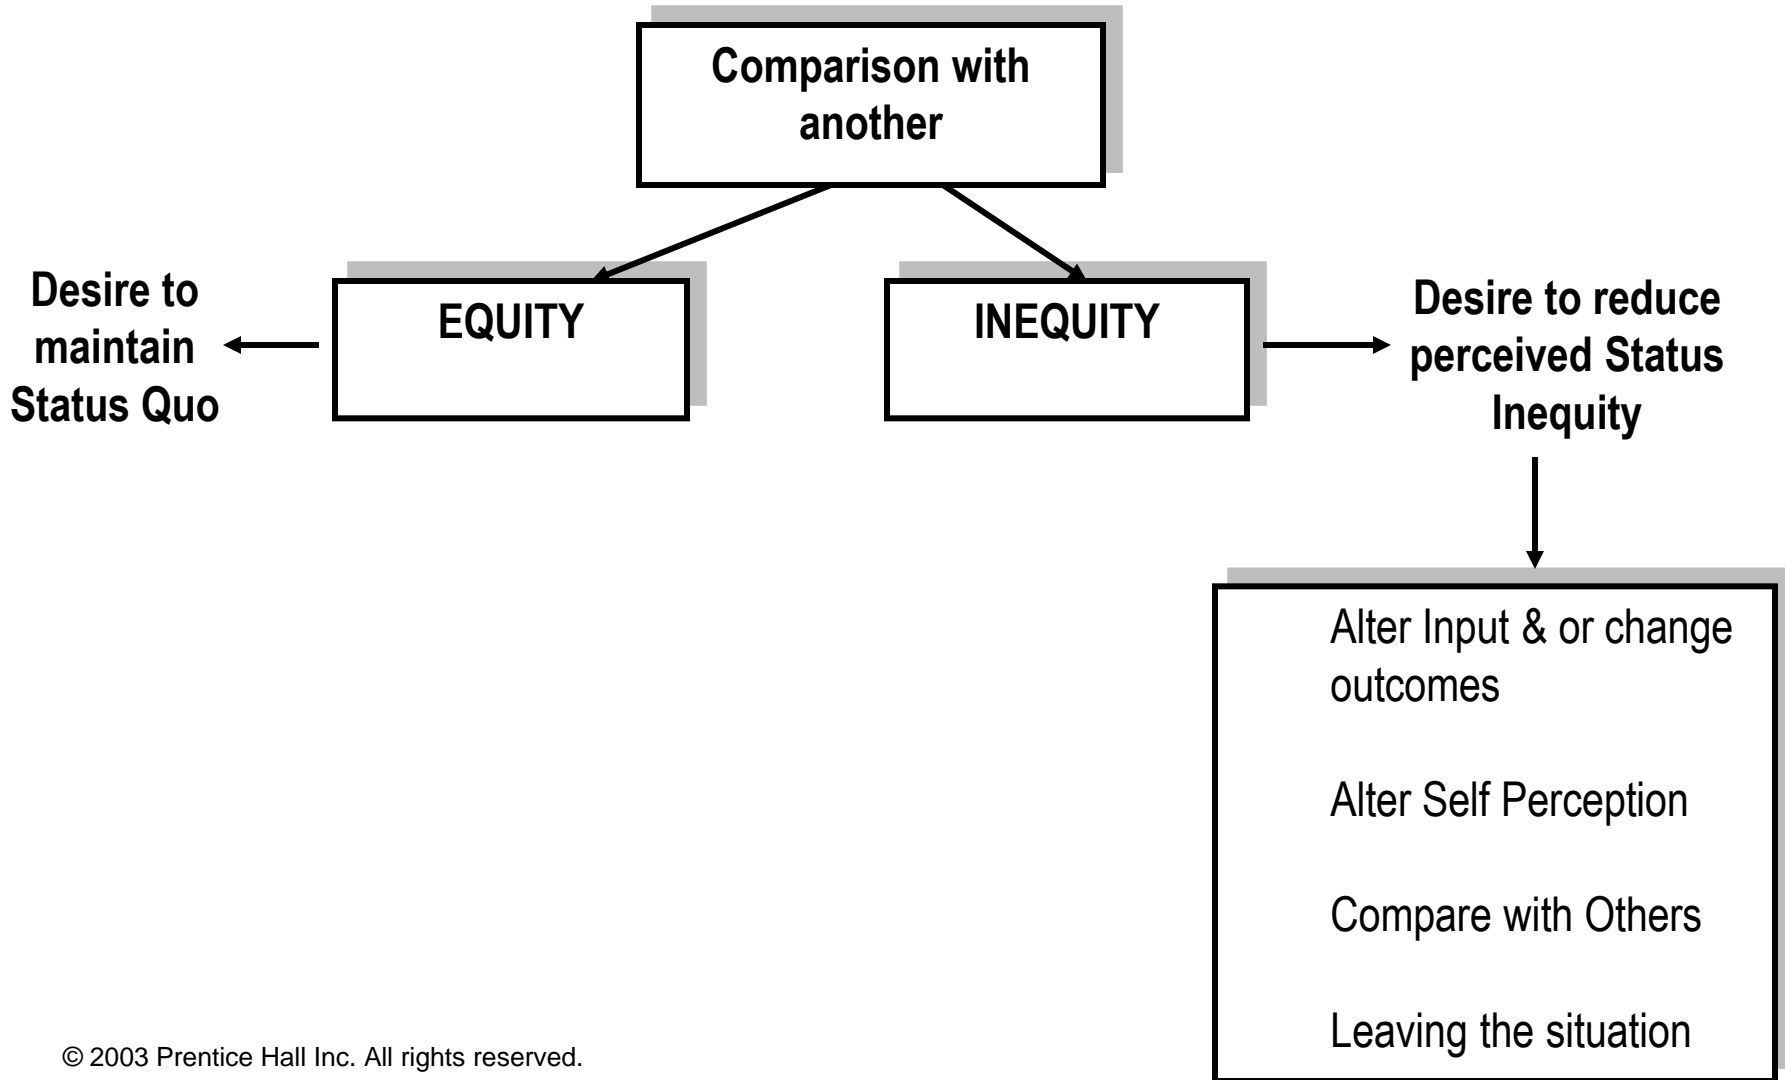 Comparison with
another
Desire to
maintain
Status Quo
EQUITY
INEQUITY
Desire to reduce
perceived Status
Inequity
Alter Input & or change
outcomes
Alter Self Perception
Compare with Others
Leaving the situation
© 2003 Prentice Hall Inc. All rights reserved.